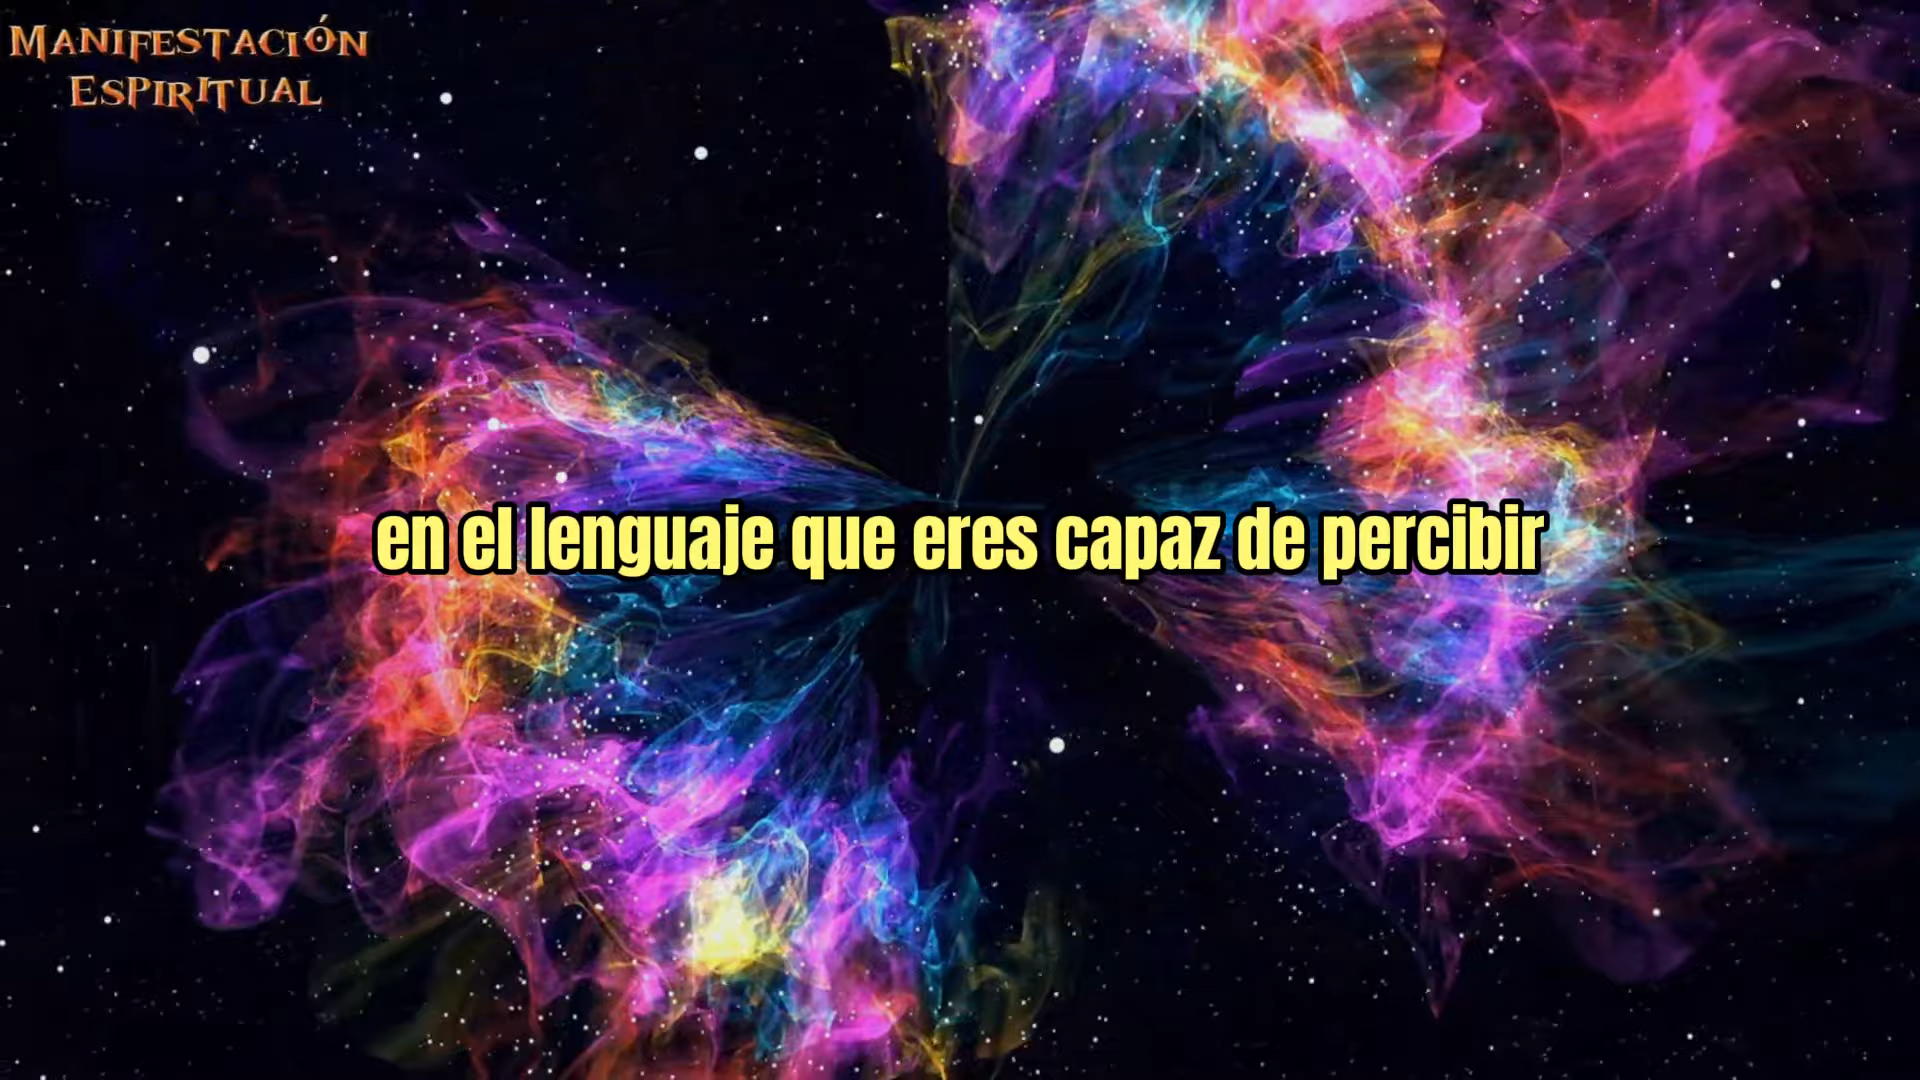 MANIFESTACIÓN
ESPIRITUAL
en el lenguaje que eres capaz de percibir